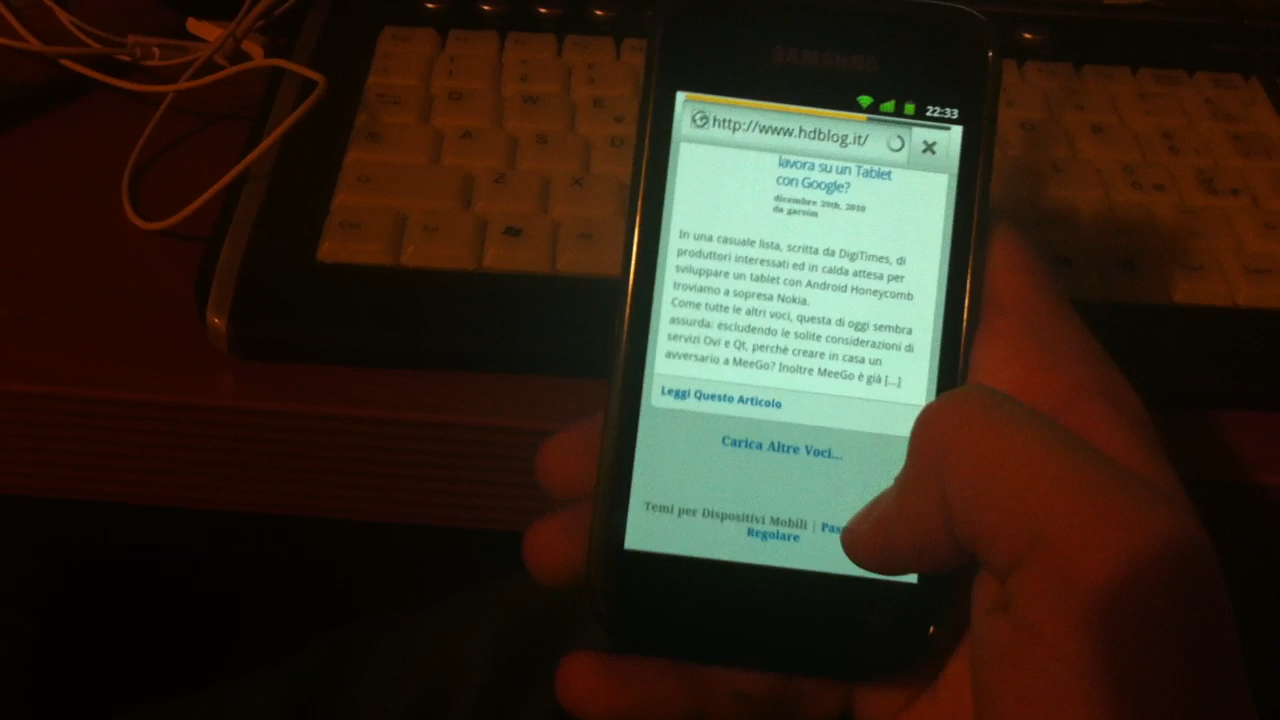 SAMSUNG
22:33
http://www.hdblog.it/
lavora su un Tablet
con Google?
dicembre 29th, 2010
da garsim
In una casuale lista, scritta da DigiTimes, di
produttori interessati ed in calda attesa per
sviluppare un tablet con Android Honeycomb
troviamo a sopresa Nokia.
Come tutte le altri voci, questa di oggi sembra
assurda: escludendo le solite considerazioni di
servizi Ovi e Qt, perchè creare in casa un
avversario a MeeGo? Inoltre MeeGo è già [...]
Leggi Questo Articolo
Carica Altre Voci...
Temi per Dispositivi Mobili |
Regolare
Q W E
A S D
Z X
Ctrl Fn